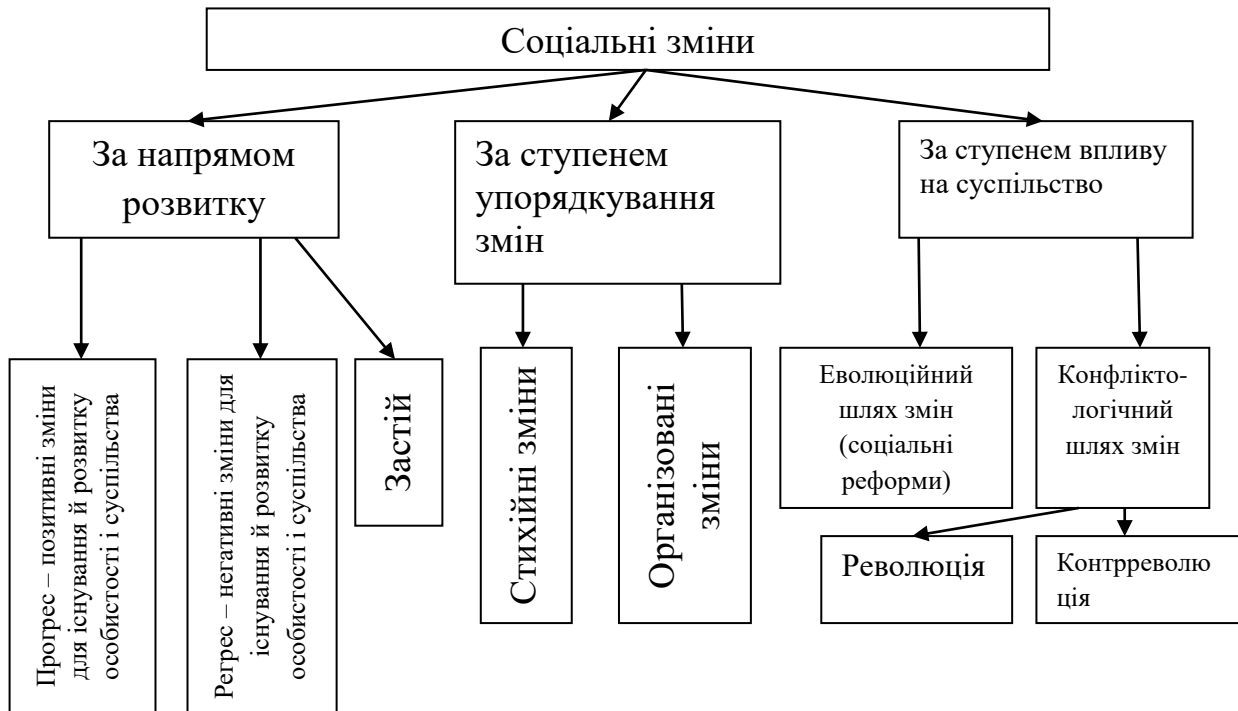 Соціальні зміни
За напрямом
розвитку
За ступенем
упорядкування
змін
За ступенем впливу
на суспільство
Прогрес – позитивні зміни
для існування й розвитку
особистості і суспільства
Регрес – негативні зміни для
існування й розвитку
особистості і суспільства
Застій
Стихійні зміни
Організовані
зміни
Еволюційний
шлях змін
(соціальні
реформи)
Конфлікто-
логічний
шлях змін
Революція
Контрреволю
ція